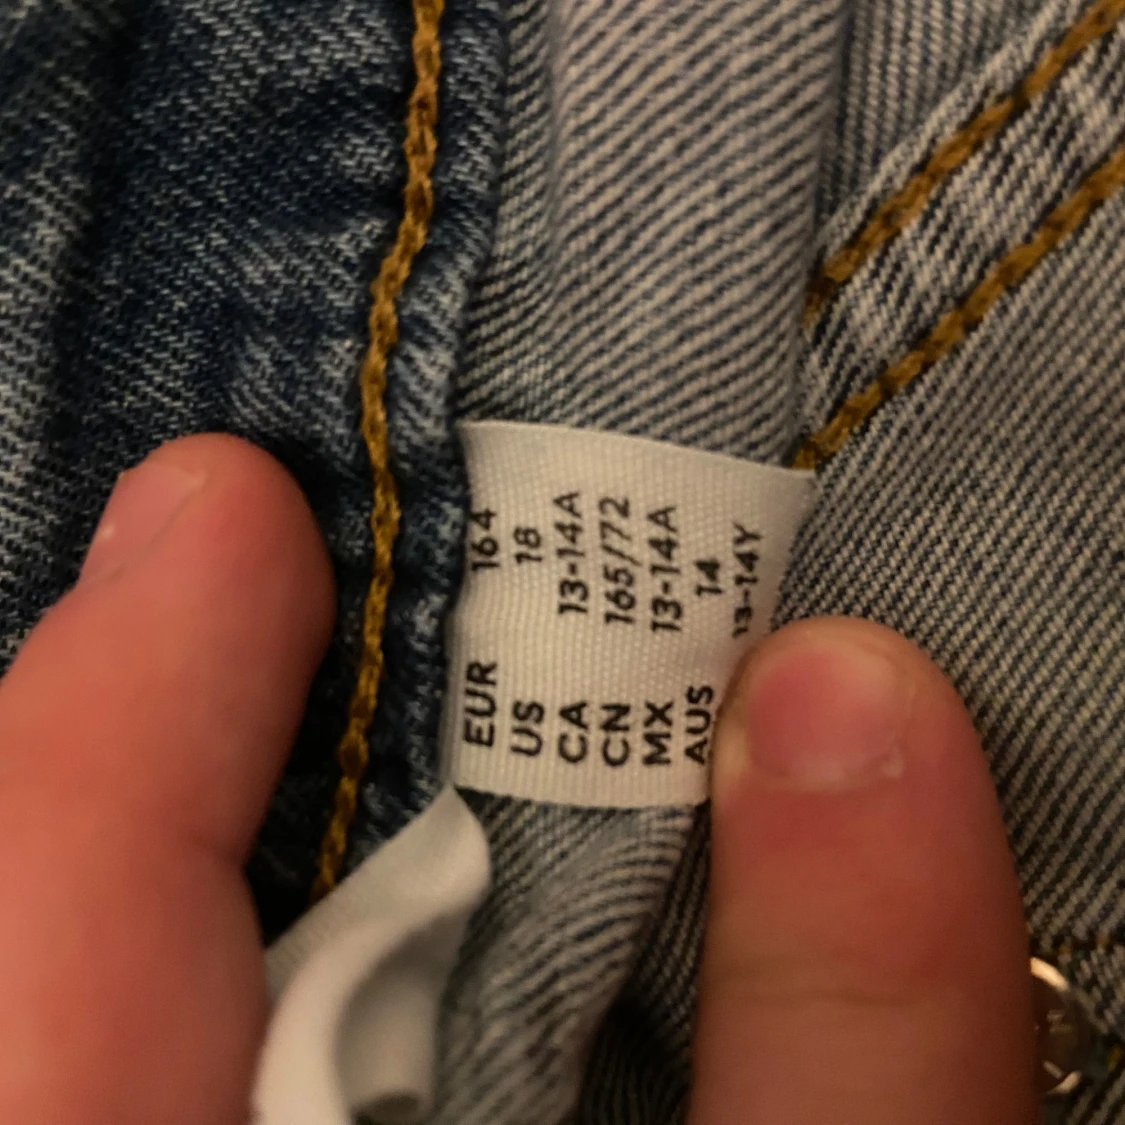 EUR 164
US 18
CA 13-14A
CN 165/72
MX 13-14A
AUS 14
13-14Y